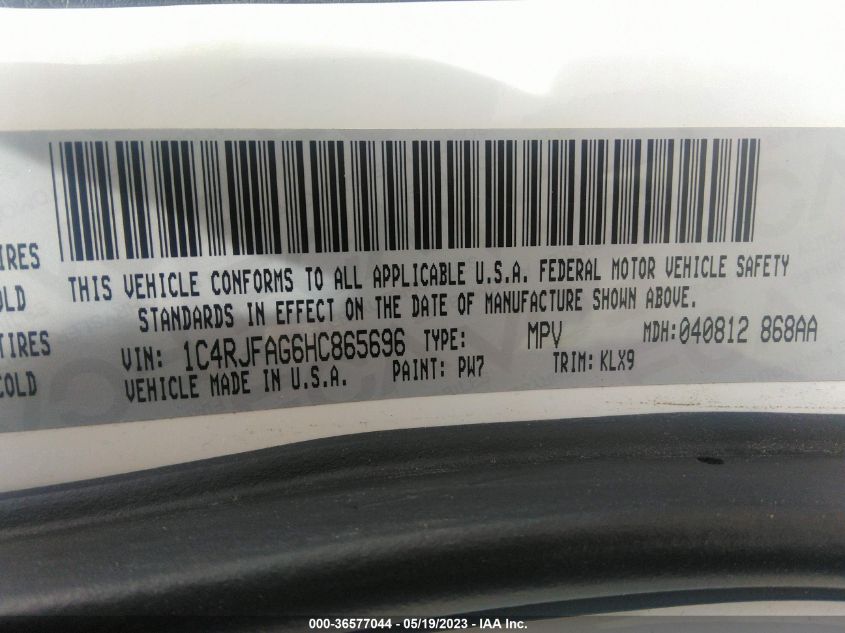 IRES
OLD
TIRES
COLD
THIS VEHICLE CONFORMS TO ALL APPLICABLE U.S.A. FEDERAL MOTOR VEHICLE SAFETY
STANDARDS IN EFFECT ON THE DATE OF MANUFACTURE SHOWN ABOVE.
VIN: 1C4RJFAG6HC865696 TYPE: MPV MDH:040812 868AA
VEHICLE MADE IN U.S.A. PAINT: PW7 TRIM: KLX9
000-36577044 - 05/19/2023 - IAA Inc.